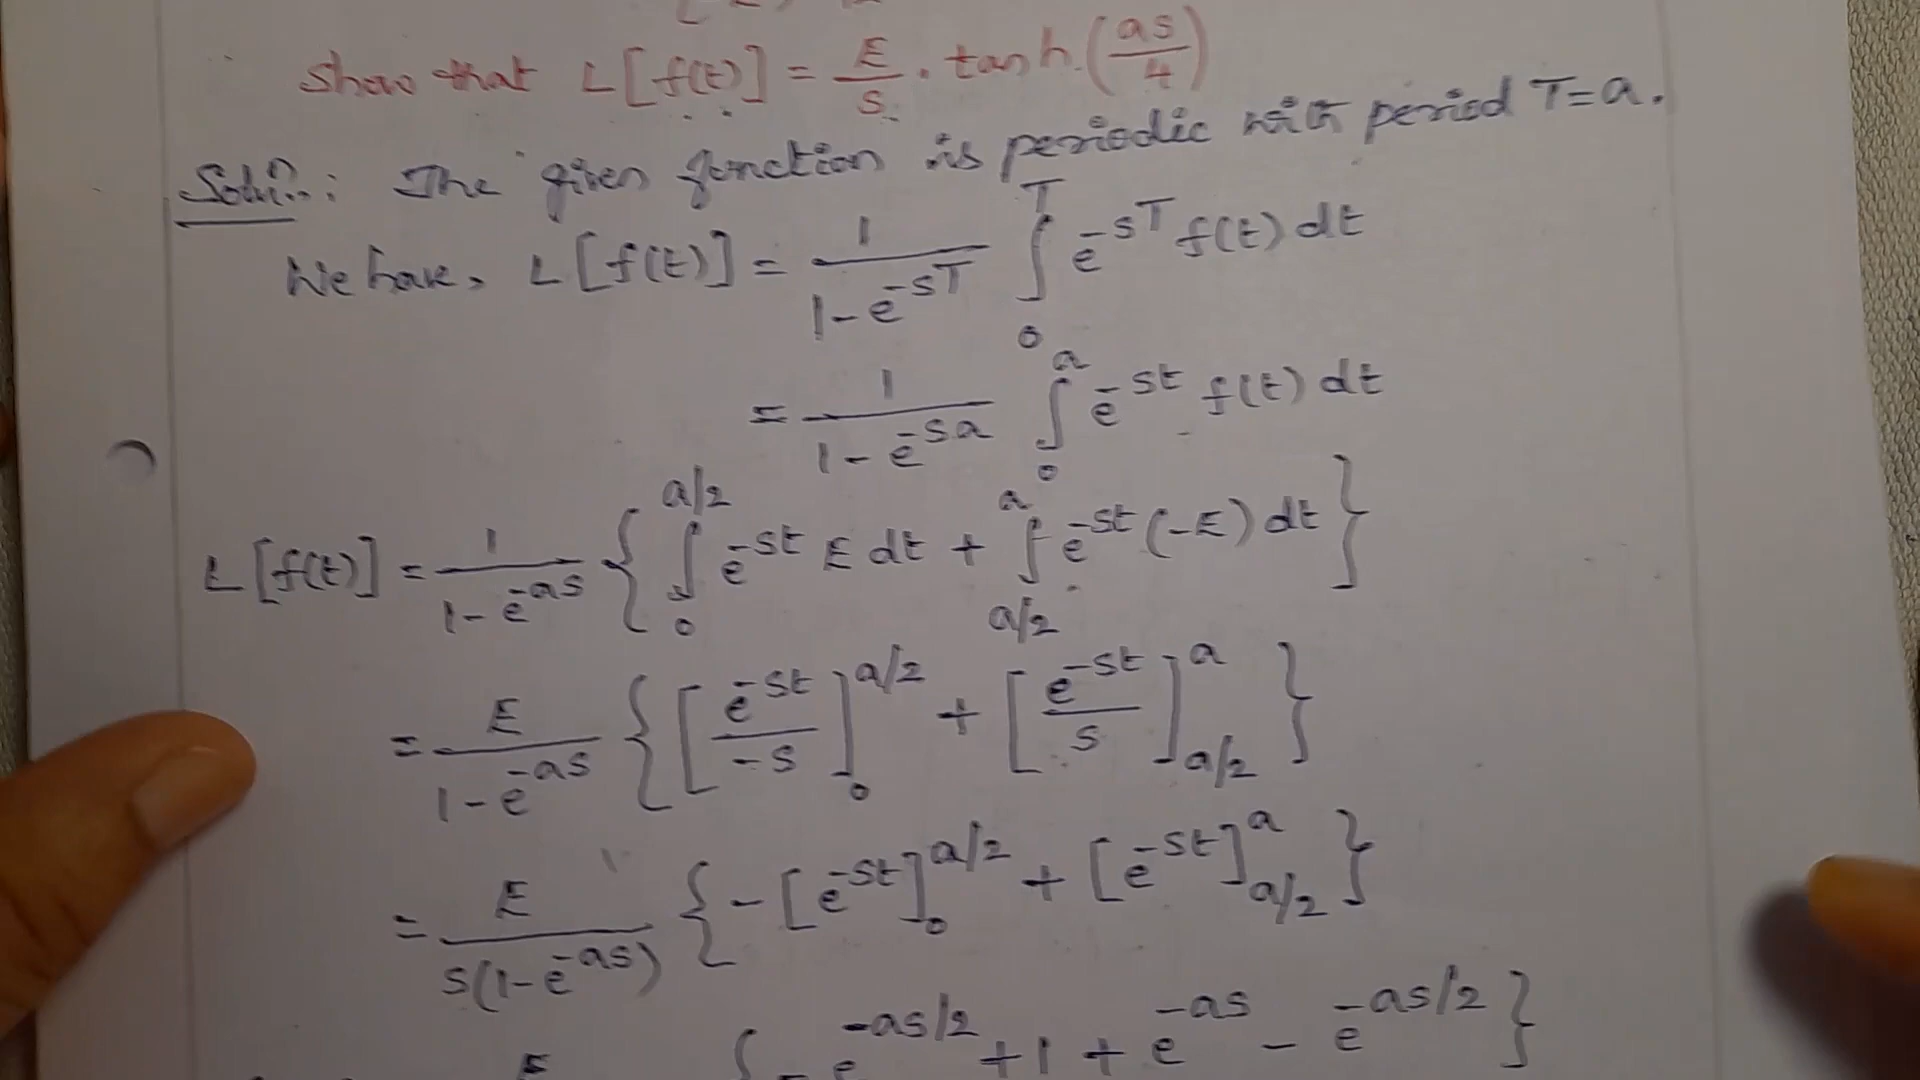 Show that L[f(t)] = E/s . tanh (as/4)
Soln.: The given function is periodic with period T=a.
We have, L[f(t)] = 1/(1-e^-sT) ∫_0^T e^-sT f(t) dt
= 1/(1-e^-sa) ∫_0^a e^-st f(t) dt
L[f(t)] = 1/(1-e^-as) { ∫_0^a/2 e^-st E dt + ∫_a/2^a e^-st (-E) dt }
= E/(1-e^-as) { [e^-st/-s]_0^a/2 + [e^-st/s]_a/2^a }
= E/(s(1-e^-as)) { -[e^-st]_0^a/2 + [e^-st]_a/2^a }
E { -e^-as/2 +1 + e^-as - e^-as/2 }